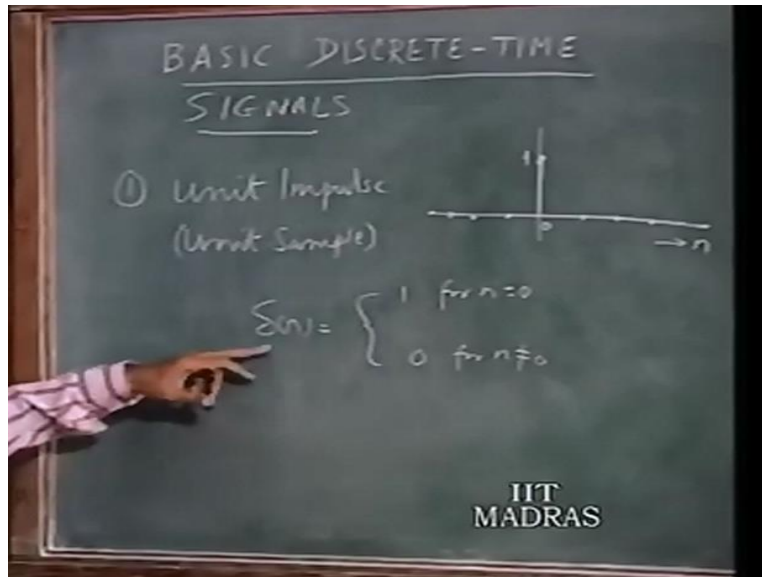 BASIC DISCRETE-TIME
SIGNALS
① Unit Impulse
(Unit Sample)
1
0
→ n
δ(n) = { 1 for n=0
0 for n≠0
IIT
MADRAS